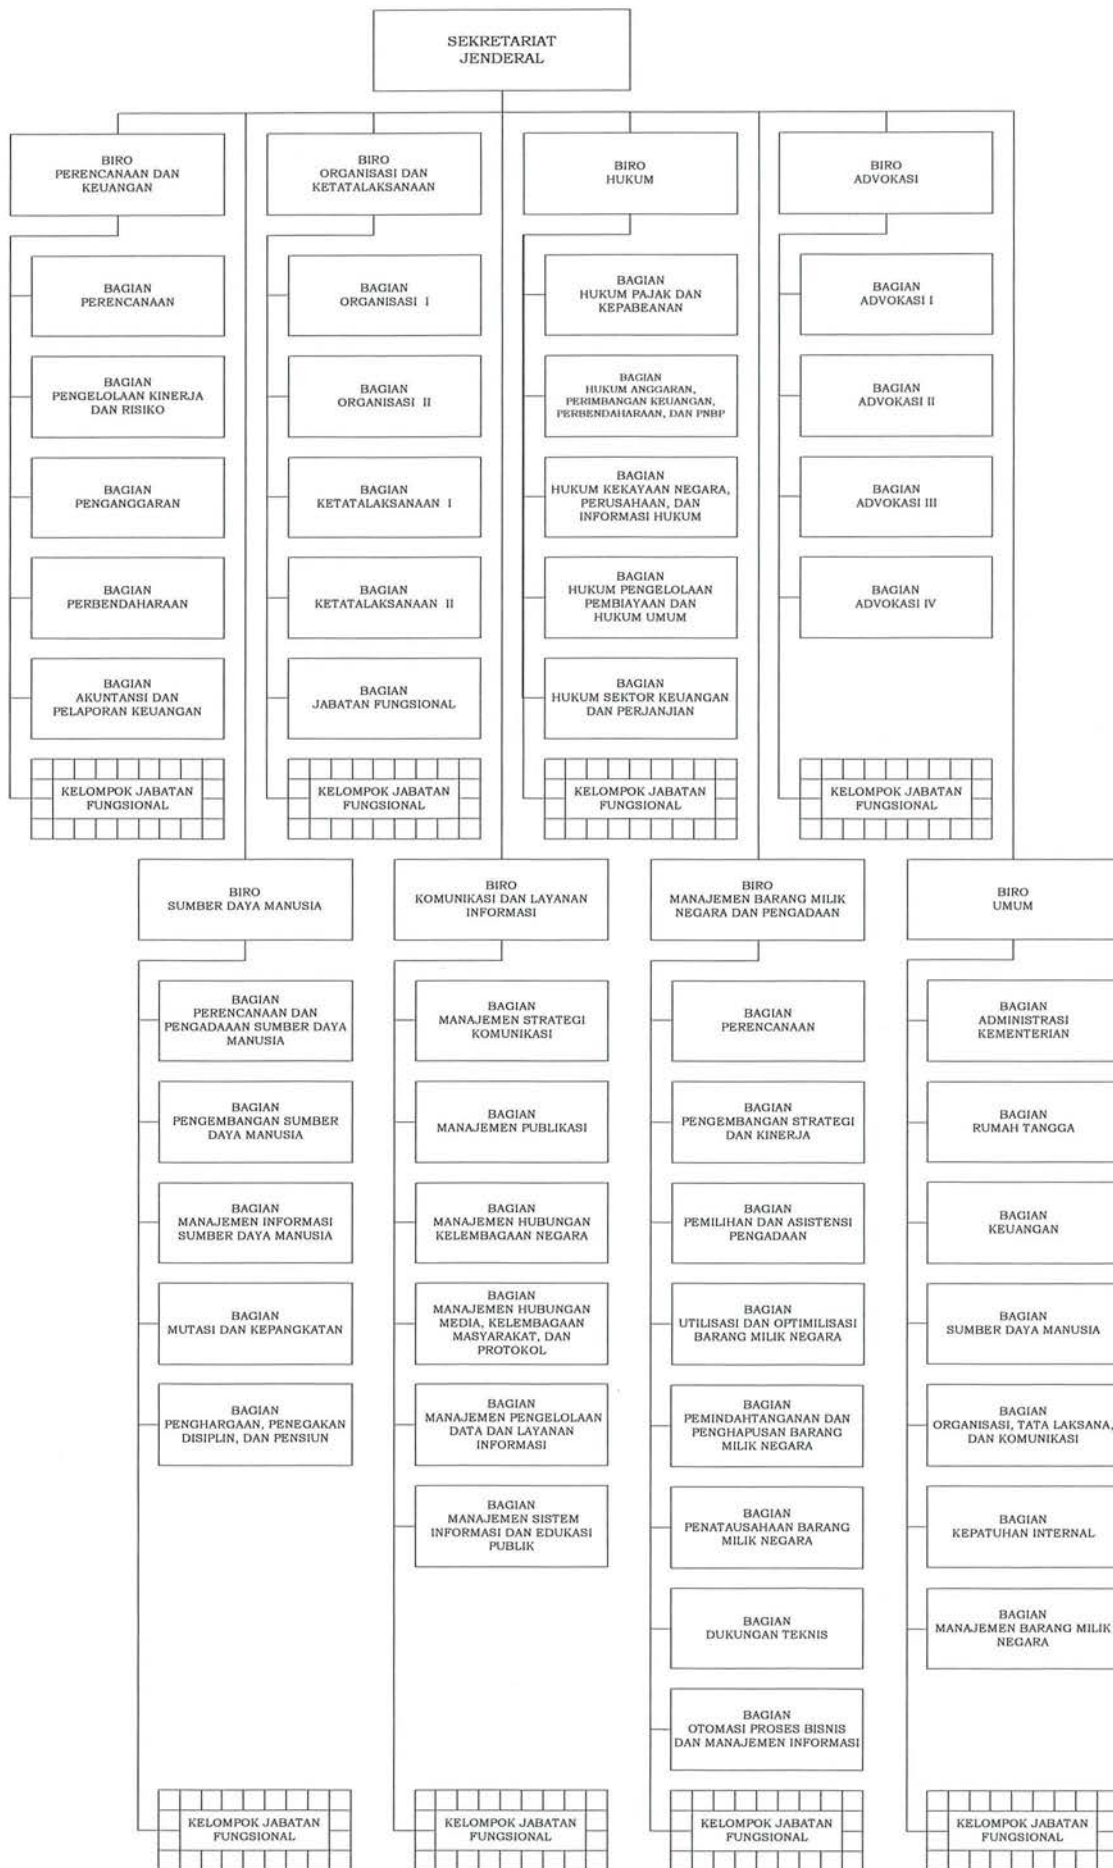 SEKRETARIAT
JENDERAL
BIRO
PERENCANAAN DAN
KEUANGAN
BAGIAN
PERENCANAAN
BAGIAN
PENGELOLAAN KINERJA
DAN RISIKO
BAGIAN
PENGANGGARAN
BAGIAN
PERBENDAHARAAN
BAGIAN
AKUNTANSI DAN
PELAPORAN KEUANGAN
KELOMPOK JABATAN
FUNGSIONAL
BIRO
ORGANISASI DAN
KETATALAKSANAAN
BAGIAN
ORGANISASI I
BAGIAN
ORGANISASI II
BAGIAN
KETATALAKSANAAN I
BAGIAN
KETATALAKSANAAN II
BAGIAN
JABATAN FUNGSIONAL
KELOMPOK JABATAN
FUNGSIONAL
BIRO
HUKUM
BAGIAN
HUKUM PAJAK DAN
KEPABEANAN
BAGIAN
HUKUM ANGGARAN,
PERIMBANGAN KEUANGAN,
PERBENDAHARAAN, DAN PNBP
BAGIAN
HUKUM KEKAYAAN NEGARA,
PERUSAHAAN, DAN
INFORMASI HUKUM
BAGIAN
HUKUM PENGELOLAAN
PEMBIAYAAN DAN
HUKUM UMUM
BAGIAN
HUKUM SEKTOR KEUANGAN
DAN PERJANJIAN
KELOMPOK JABATAN
FUNGSIONAL
BIRO
ADVOKASI
BAGIAN
ADVOKASI I
BAGIAN
ADVOKASI II
BAGIAN
ADVOKASI III
BAGIAN
ADVOKASI IV
KELOMPOK JABATAN
FUNGSIONAL
BIRO
SUMBER DAYA MANUSIA
BAGIAN
PERENCANAAN DAN
PENGADAAAN SUMBER DAYA
MANUSIA
BAGIAN
PENGEMBANGAN SUMBER
DAYA MANUSIA
BAGIAN
MANAJEMEN INFORMASI
SUMBER DAYA MANUSIA
BAGIAN
MUTASI DAN KEPANGKATAN
BAGIAN
PENGHARGAAN, PENEGAKAN
DISIPLIN, DAN PENSIUN
KELOMPOK JABATAN
FUNGSIONAL
BIRO
KOMUNIKASI DAN LAYANAN
INFORMASI
BAGIAN
MANAJEMEN STRATEGI
KOMUNIKASI
BAGIAN
MANAJEMEN PUBLIKASI
BAGIAN
MANAJEMEN HUBUNGAN
KELEMBAGAAN NEGARA
BAGIAN
MANAJEMEN HUBUNGAN
MEDIA, KELEMBAGAAN
MASYARAKAT, DAN
PROTOKOL
BAGIAN
MANAJEMEN PENGELOLAAN
DATA DAN LAYANAN
INFORMASI
BAGIAN
MANAJEMEN SISTEM
INFORMASI DAN EDUKASI
PUBLIK
KELOMPOK JABATAN
FUNGSIONAL
BIRO
MANAJEMEN BARANG MILIK
NEGARA DAN PENGADAAN
BAGIAN
PERENCANAAN
BAGIAN
PENGEMBANGAN STRATEGI
DAN KINERJA
BAGIAN
PEMILIHAN DAN ASISTENSI
PENGADAAN
BAGIAN
UTILISASI DAN OPTIMILISASI
BARANG MILIK NEGARA
BAGIAN
PEMINDAHTANGANAN DAN
PENGHAPUSAN BARANG
MILIK NEGARA
BAGIAN
PENATAUSAHAAN BARANG
MILIK NEGARA
BAGIAN
DUKUNGAN TEKNIS
BAGIAN
OTOMASI PROSES BISNIS
DAN MANAJEMEN INFORMASI
KELOMPOK JABATAN
FUNGSIONAL
BIRO
UMUM
BAGIAN
ADMINISTRASI
KEMENTERIAN
BAGIAN
RUMAH TANGGA
BAGIAN
KEUANGAN
BAGIAN
SUMBER DAYA MANUSIA
BAGIAN
ORGANISASI, TATA LAKSANA,
DAN KOMUNIKASI
BAGIAN
KEPATUHAN INTERNAL
BAGIAN
MANAJEMEN BARANG MILIK
NEGARA
KELOMPOK JABATAN
FUNGSIONAL